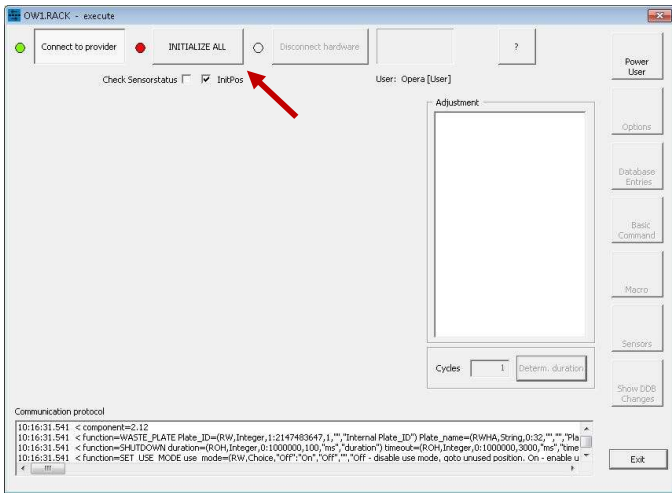 OW1.RACK - execute
Connect to provider
INITIALIZE ALL
Disconnect hardware
?
Power
User
Check Sensorstatus
InitPos
User: Opera [User]
Adjustment
Options
Database
Entries
Basic
Command
Macro
Sensors
Cycles 1 Determ. duration
Show DDB
Changes
Communication protocol
10:16:31.541 < component=2.12
10:16:31.541 < function=WASTE_PLATE Plate_ID=(RW,Integer,1:2147483647,1,"","Internal Plate_ID") Plate_name=(RWHA,String,0:32,"","","Pla
10:16:31.541 < function=SHUTDOWN duration=(ROH,Integer,0:1000000,100,"ms","duration") timeout=(ROH,Integer,0:1000000,3000,"ms","time
10:16:31.541 < function=SET_USE_MODE use_mode=(RW,Choice,"Off":"On","Off","","Off - disable use mode, goto unused position. On - enable u
Exit